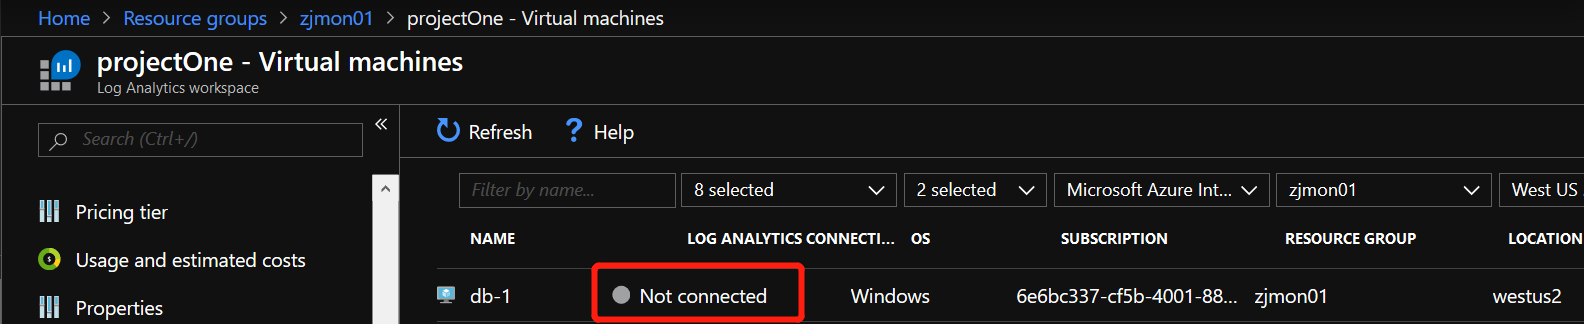 Home > Resource groups > zjmon01 > projectOne - Virtual machines
projectOne - Virtual machines
Log Analytics workspace
Search (Ctrl+/)
«
Pricing tier
Usage and estimated costs
Properties
Refresh
? Help
Filter by name...
8 selected
2 selected
Microsoft Azure Int...
zjmon01
West US
NAME
LOG ANALYTICS CONNECTI...
OS
SUBSCRIPTION
RESOURCE GROUP
LOCATION
db-1
Not connected
Windows
6e6bc337-cf5b-4001-88...
zjmon01
westus2